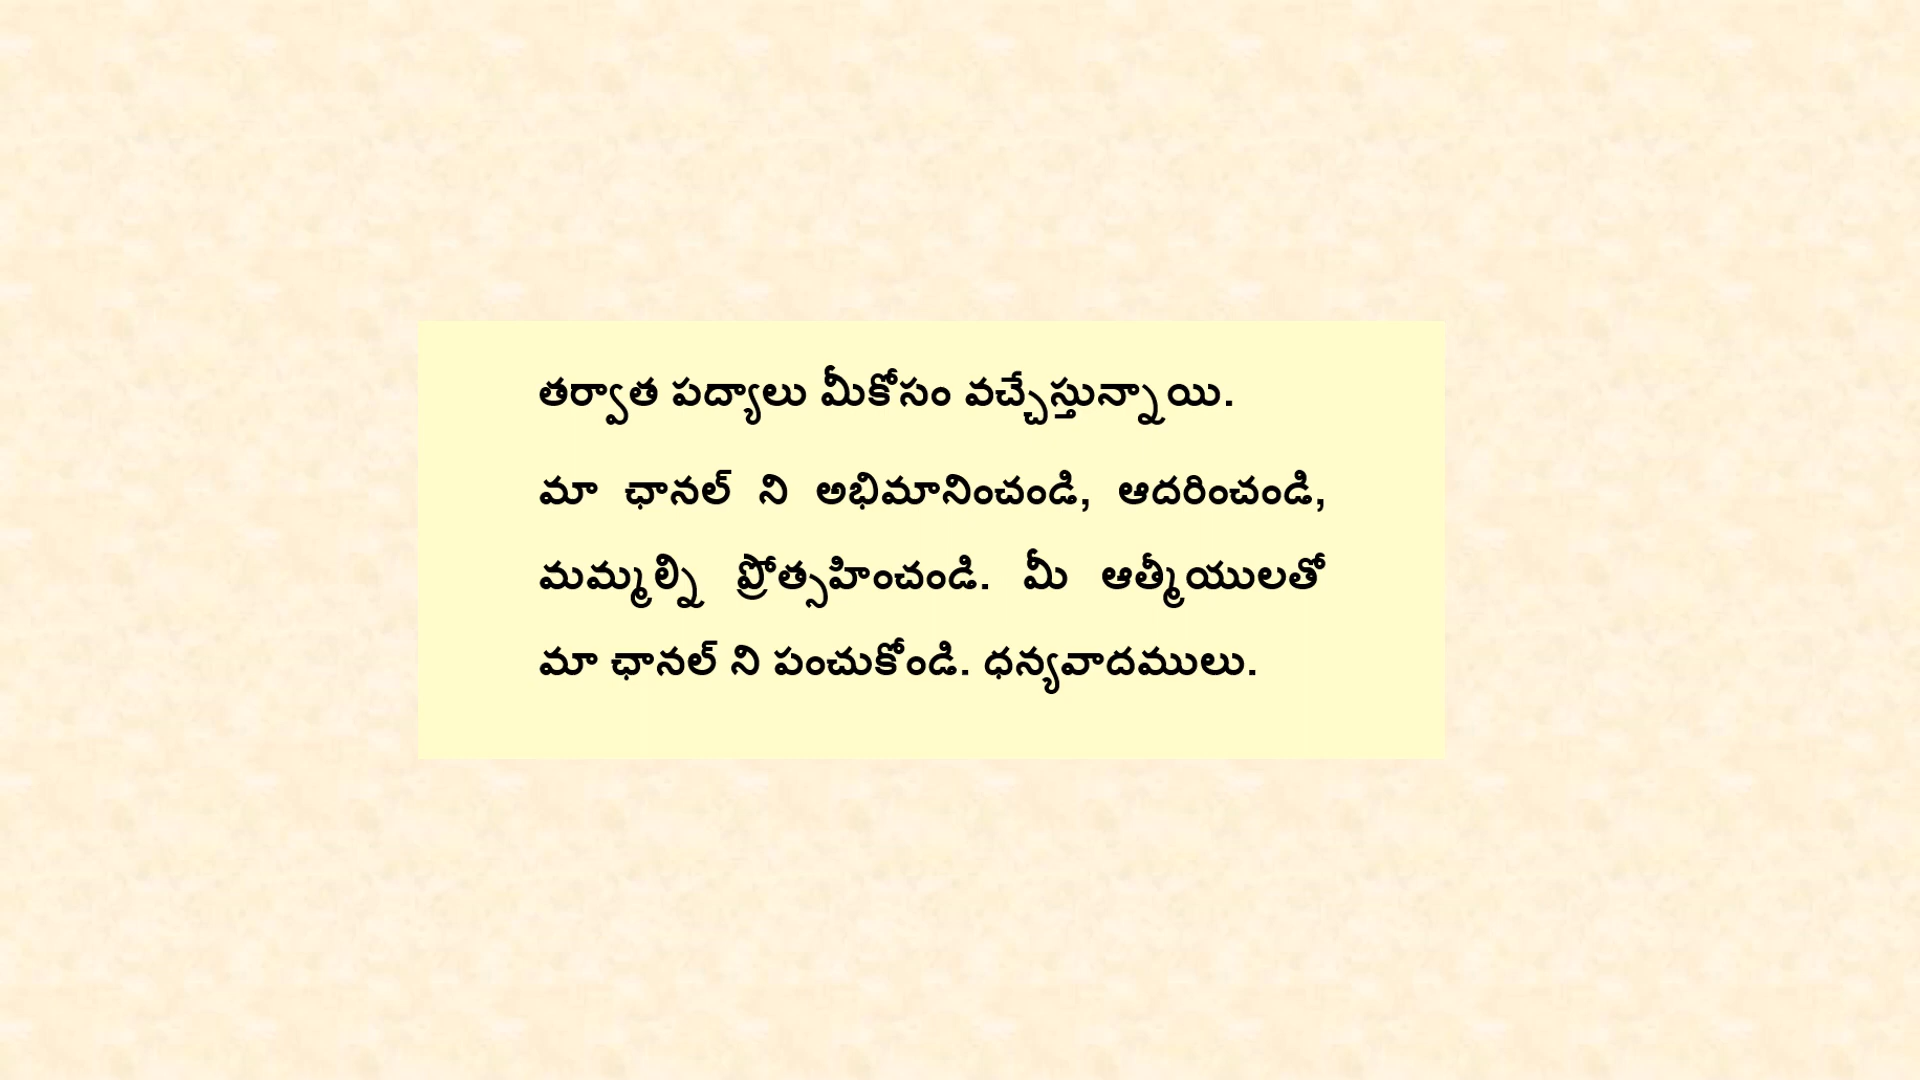 తర్వాత పద్యాలు మీకోసం వచ్చేస్తున్నాయి.
మా ఛానల్ ని అభిమానించండి, ఆదరించండి,
మమ్మల్ని ప్రోత్సహించండి. మీ ఆత్మీయులతో
మా ఛానల్ ని పంచుకోండి. ధన్యవాదములు.